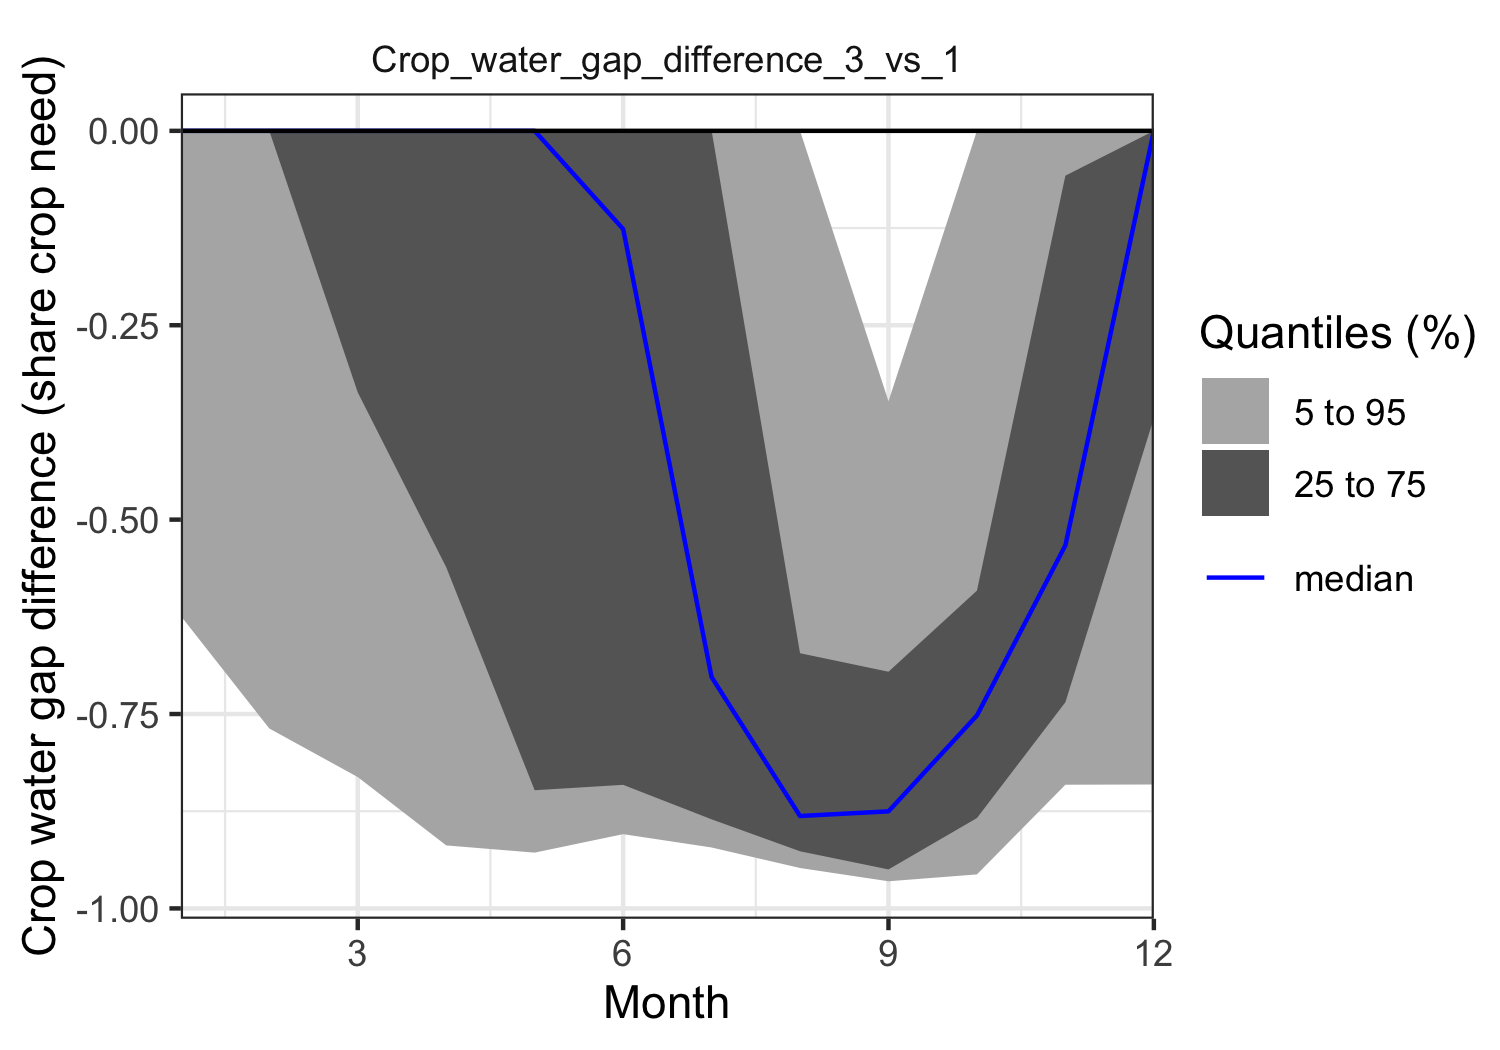 Crop_water_gap_difference_3_vs_1
Crop water gap difference (share crop need)
0.00
-0.25
-0.50
-0.75
-1.00
3
6
9
12
Month
Quantiles (%)
5 to 95
25 to 75
median